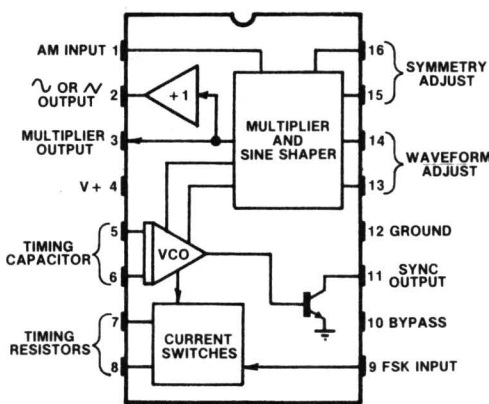 AM INPUT 1
∿ OR ⩘ OUTPUT 2
MULTIPLIER OUTPUT 3
V+ 4
TIMING CAPACITOR
5
6
TIMING RESISTORS
7
8
+1
MULTIPLIER
AND
SINE SHAPER
VCO
CURRENT
SWITCHES
16
SYMMETRY
ADJUST
15
14
WAVEFORM
ADJUST
13
12 GROUND
11 SYNC
OUTPUT
10 BYPASS
9 FSK INPUT